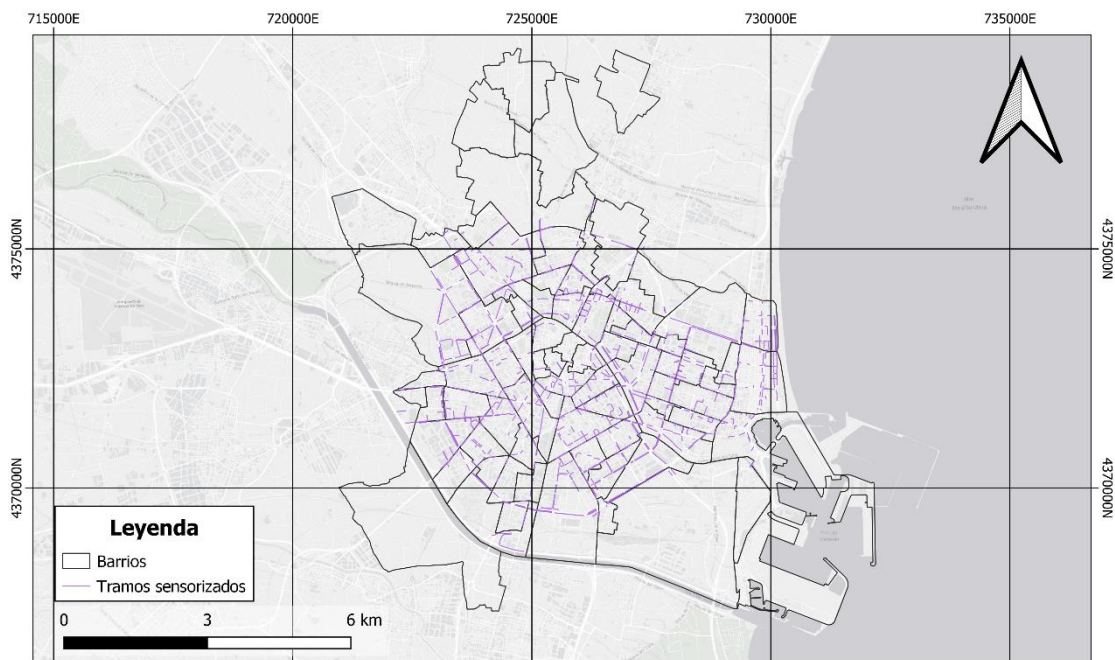 715000E 720000E 725000E 730000E 735000E
4375000N 4375000N
4370000N 4370000N
Leyenda
Barrios
Tramos sensorizados
0 3 6 km